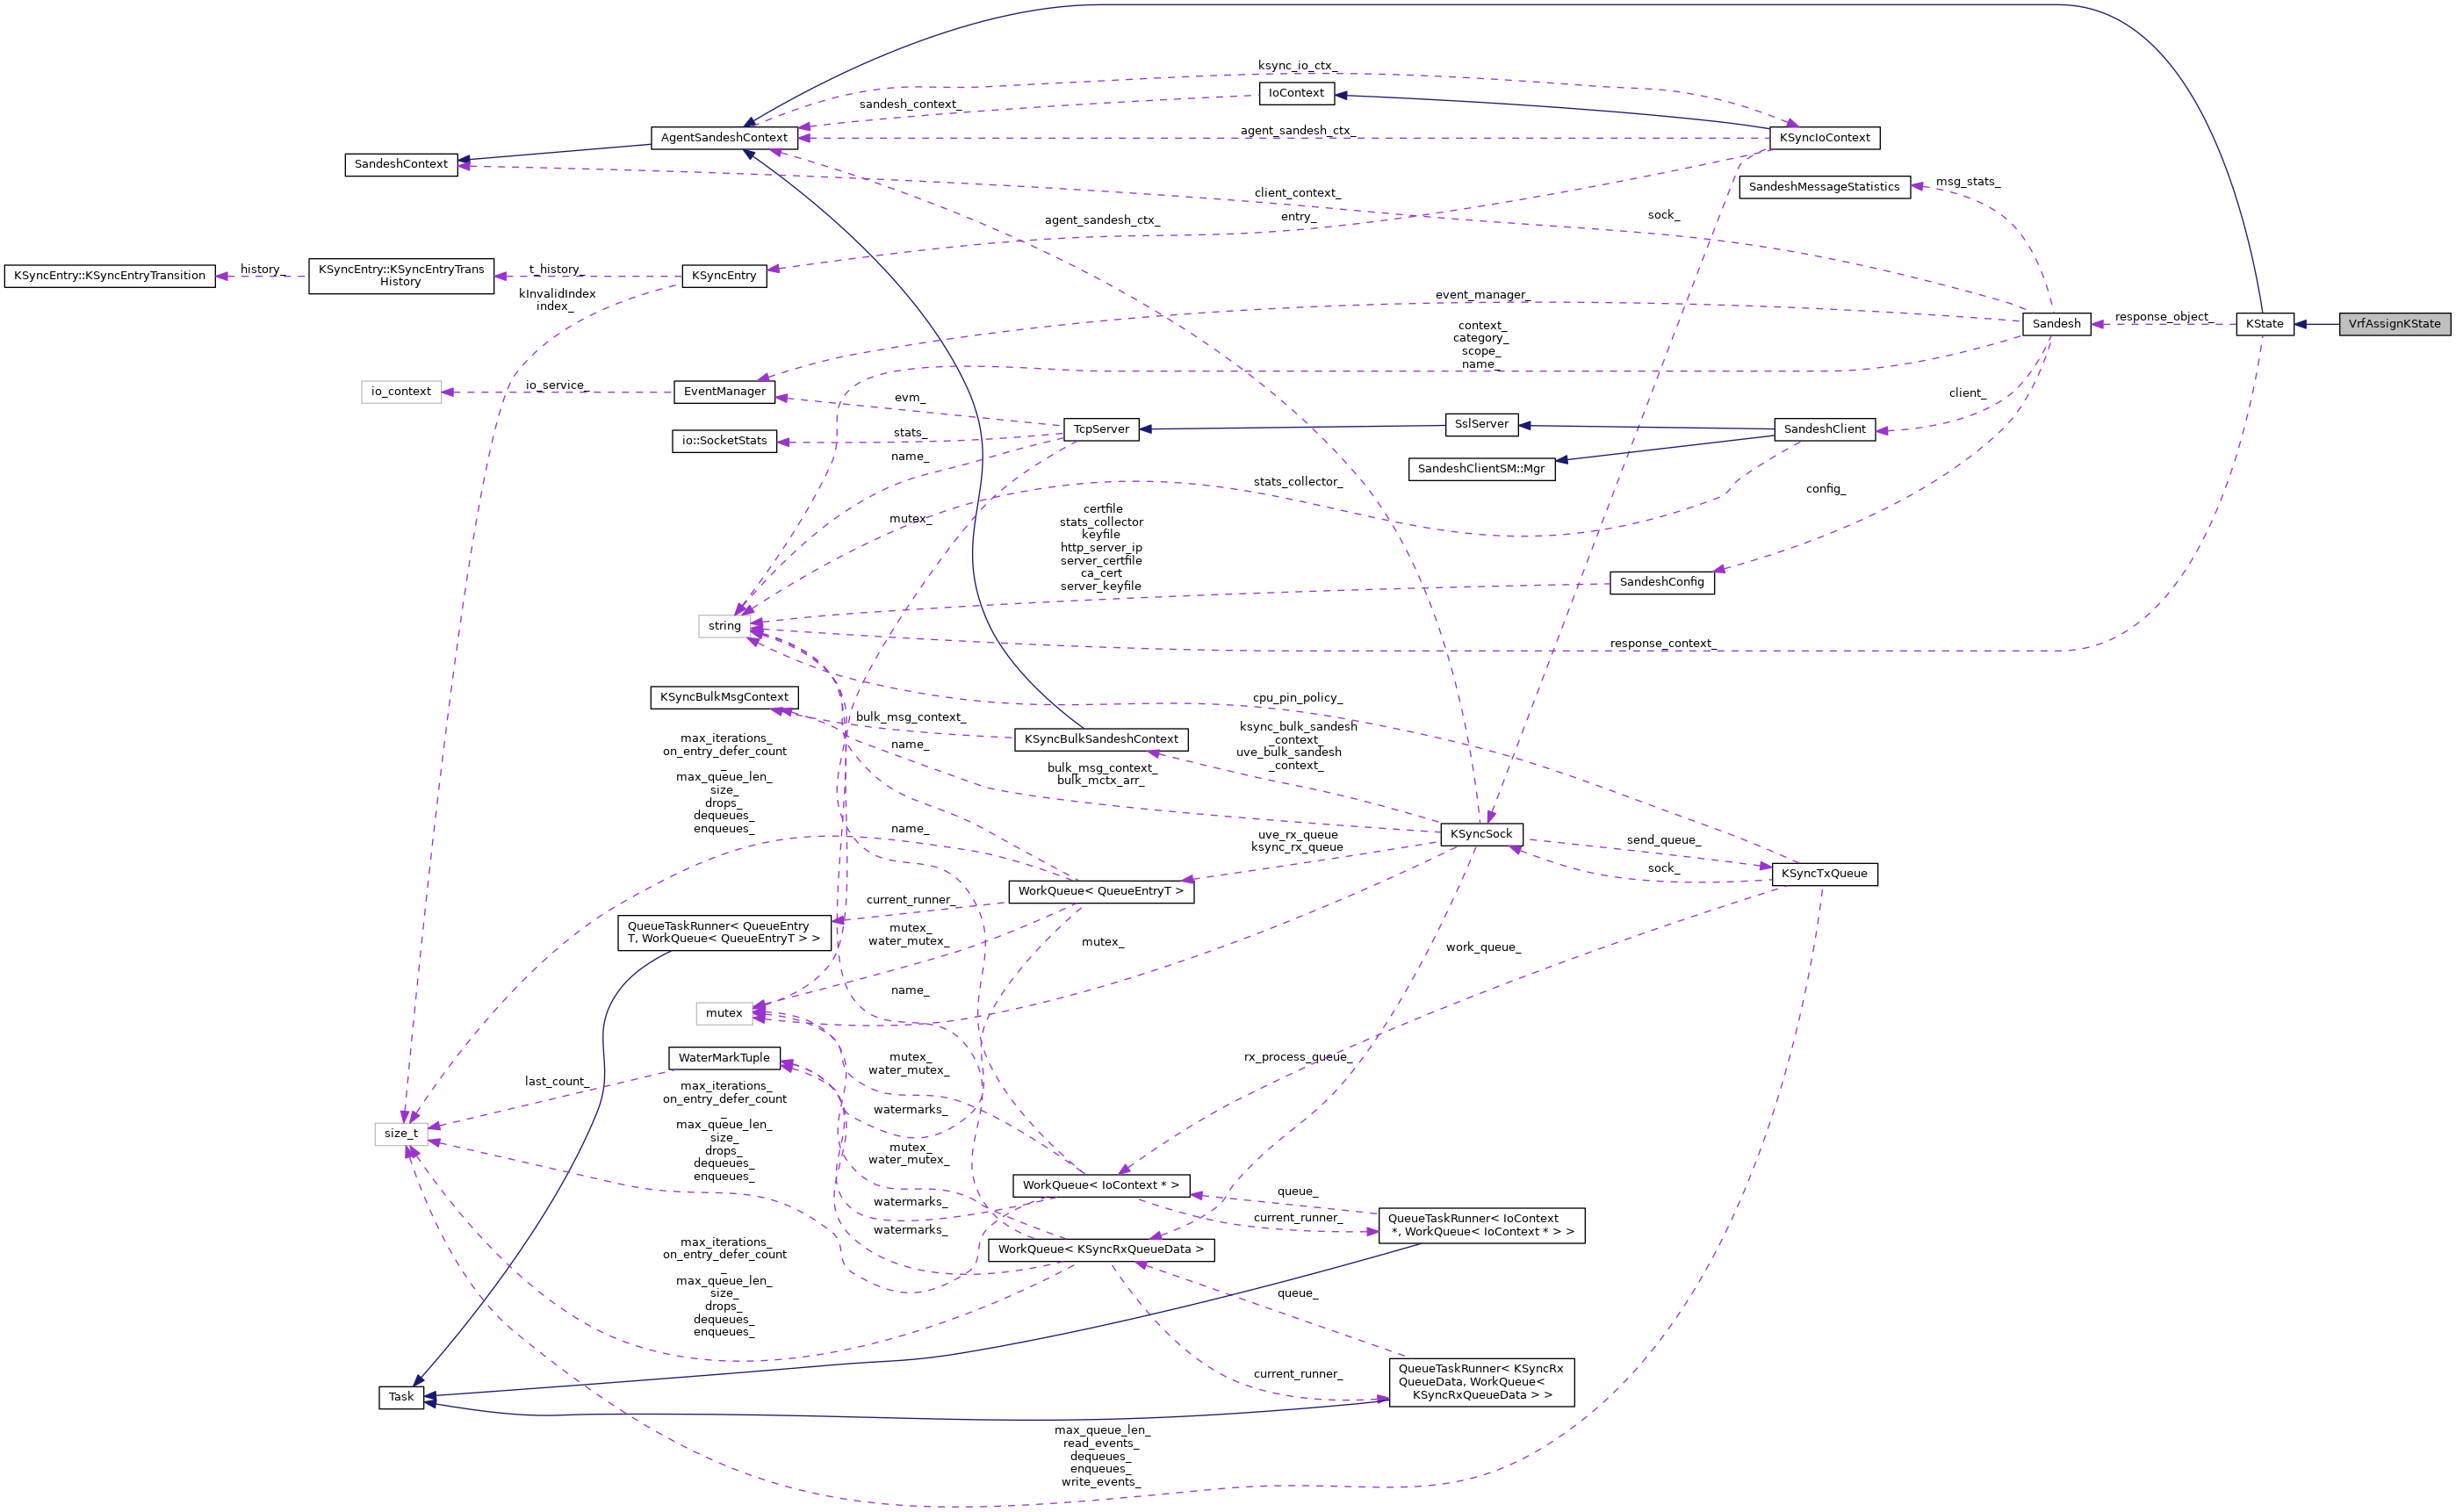 ksync_io_ctx_
IoContext
sandesh_context_
agent_sandesh_ctx_
AgentSandeshContext
KSyncIoContext
SandeshContext
msg_stats_
SandeshMessageStatistics
client_context_
sock_
entry_
agent_sandesh_ctx_
history_
t_history_
KSyncEntry::KSyncEntryTransition
KSyncEntry::KSyncEntryTrans
History
KSyncEntry
kInvalidIndex
index_
event_manager_
response_object_
Sandesh
KState
VrfAssignKState
context_
category_
scope_
name_
io_context
io_service_
EventManager
evm_
client_
TcpServer
SslServer
SandeshClient
stats_
io::SocketStats
name_
SandeshClientSM::Mgr
stats_collector_
config_
mutex_
certfile
stats_collector
keyfile
http_server_ip
server_certfile
ca_cert
server_keyfile
SandeshConfig
string
response_context_
KSyncBulkMsgContext
cpu_pin_policy_
bulk_msg_context_
KSyncBulkSandeshContext
ksync_bulk_sandesh
_context_
uve_bulk_sandesh
_context_
max_iterations_
on_entry_defer_count
_
max_queue_len_
size_
drops_
dequeues_
enqueues_
name_
bulk_msg_context_
bulk_mctx_arr_
name_
uve_rx_queue
ksync_rx_queue
KSyncSock
send_queue_
sock_
KSyncTxQueue
WorkQueue< QueueEntryT >
current_runner_
QueueTaskRunner< QueueEntry
T, WorkQueue< QueueEntryT > >
mutex_
water_mutex_
mutex_
work_queue_
name_
mutex
WaterMarkTuple
mutex_
water_mutex_
rx_process_queue_
last_count_
max_iterations_
on_entry_defer_count
_
max_queue_len_
size_
drops_
dequeues_
enqueues_
watermarks_
size_t
mutex_
water_mutex_
WorkQueue< IoContext * >
queue_
watermarks_
current_runner_
QueueTaskRunner< IoContext
*, WorkQueue< IoContext * > >
watermarks_
WorkQueue< KSyncRxQueueData >
max_iterations_
on_entry_defer_count
_
max_queue_len_
size_
drops_
dequeues_
enqueues_
queue_
current_runner_
QueueTaskRunner< KSyncRx
QueueData, WorkQueue<
KSyncRxQueueData > >
Task
max_queue_len_
read_events_
dequeues_
enqueues_
write_events_